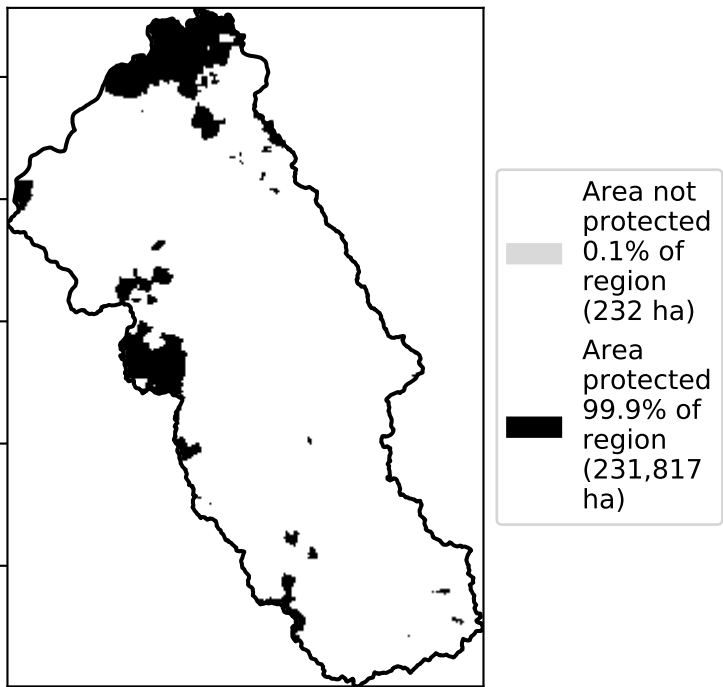 Area not
protected
0.1% of
region
(232 ha)
Area
protected
99.9% of
region
(231,817
ha)